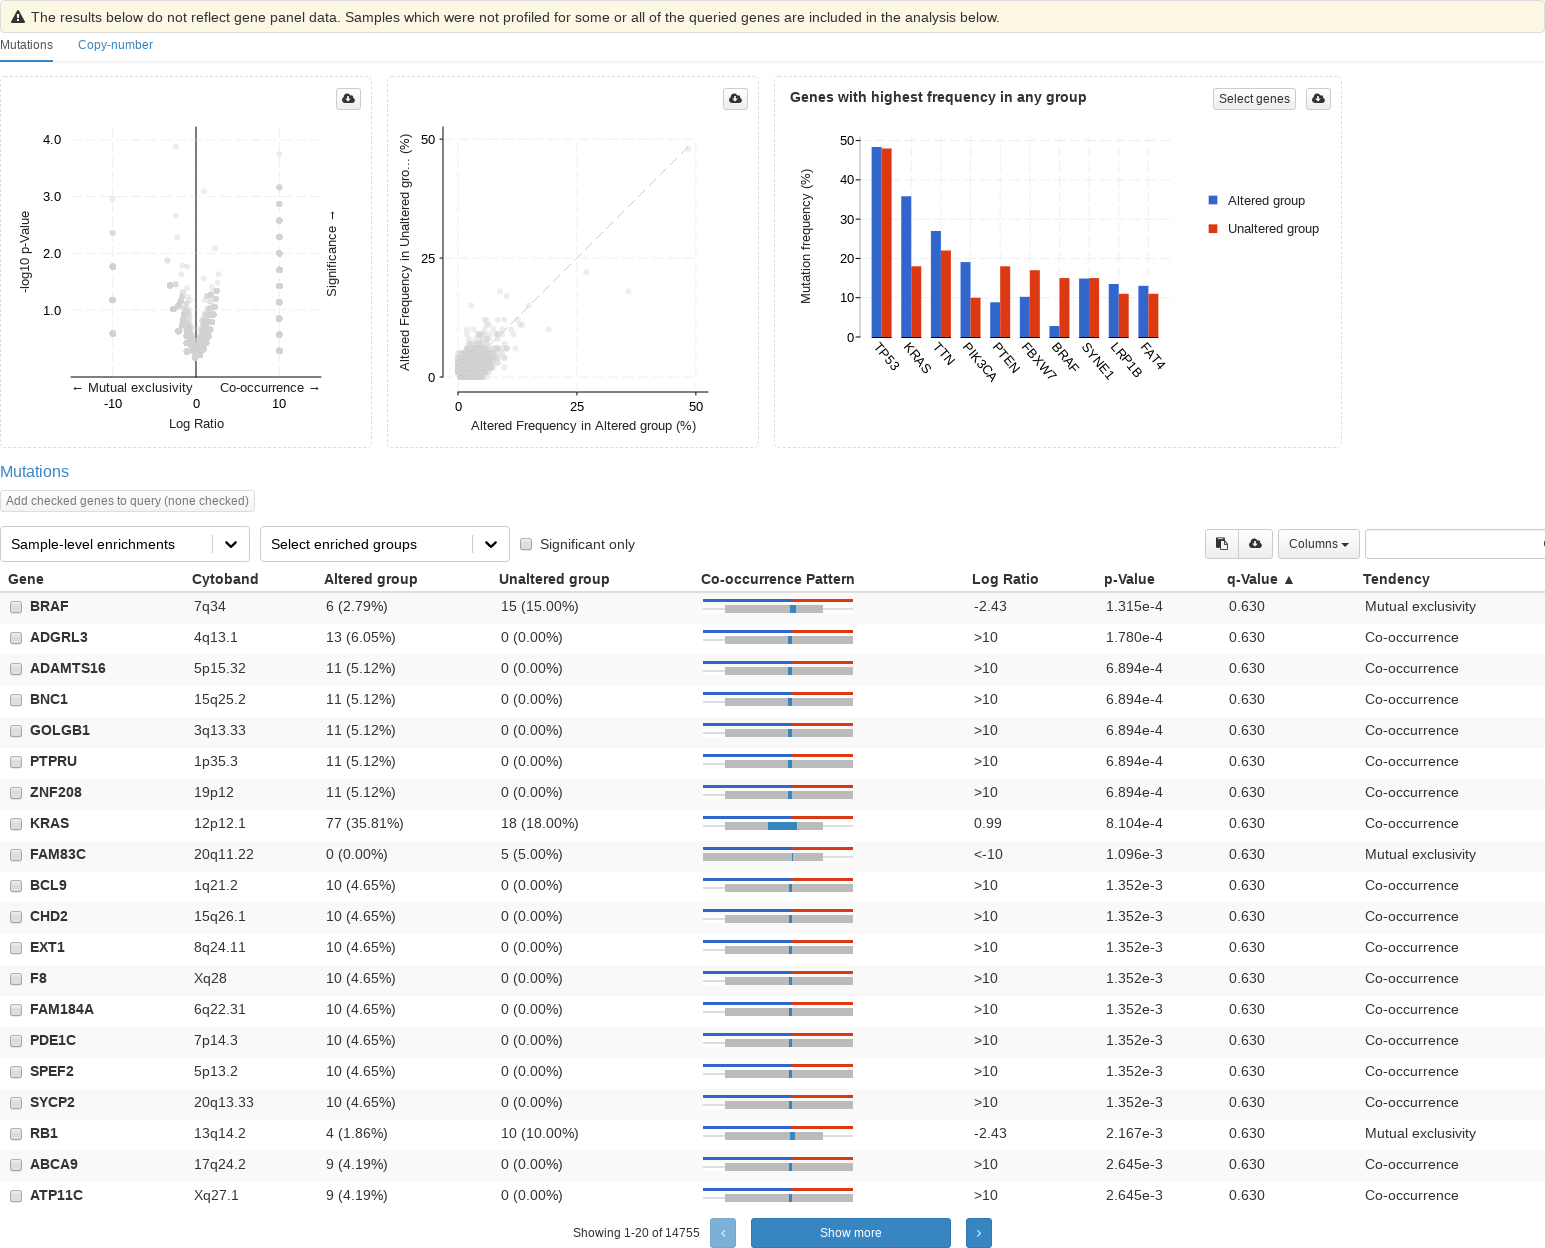 The results below do not reflect gene panel data. Samples which were not profiled for some or all of the queried genes are included in the analysis below.
Mutations Copy-number
4.0
3.0
2.0
1.0
-log10 p-Value
Significance →
← Mutual exclusivity Co-occurrence →
-10 0 10
Log Ratio
50
25
0
Altered Frequency in Unaltered gro... (%)
0 25 50
Altered Frequency in Altered group (%)
Genes with highest frequency in any group
Select genes
50
40
30
20
10
0
Mutation frequency (%)
TP53 KRAS TTN PIK3CA PTEN FBXW7 BRAF SYNE1 LRP1B FAT4
Altered group
Unaltered group
Mutations
Add checked genes to query (none checked)
Sample-level enrichments Select enriched groups Significant only Columns
Gene Cytoband Altered group Unaltered group Co-occurrence Pattern Log Ratio p-Value q-Value ▲ Tendency
BRAF 7q34 6 (2.79%) 15 (15.00%) -2.43 1.315e-4 0.630 Mutual exclusivity
ADGRL3 4q13.1 13 (6.05%) 0 (0.00%) >10 1.780e-4 0.630 Co-occurrence
ADAMTS16 5p15.32 11 (5.12%) 0 (0.00%) >10 6.894e-4 0.630 Co-occurrence
BNC1 15q25.2 11 (5.12%) 0 (0.00%) >10 6.894e-4 0.630 Co-occurrence
GOLGB1 3q13.33 11 (5.12%) 0 (0.00%) >10 6.894e-4 0.630 Co-occurrence
PTPRU 1p35.3 11 (5.12%) 0 (0.00%) >10 6.894e-4 0.630 Co-occurrence
ZNF208 19p12 11 (5.12%) 0 (0.00%) >10 6.894e-4 0.630 Co-occurrence
KRAS 12p12.1 77 (35.81%) 18 (18.00%) 0.99 8.104e-4 0.630 Co-occurrence
FAM83C 20q11.22 0 (0.00%) 5 (5.00%) <-10 1.096e-3 0.630 Mutual exclusivity
BCL9 1q21.2 10 (4.65%) 0 (0.00%) >10 1.352e-3 0.630 Co-occurrence
CHD2 15q26.1 10 (4.65%) 0 (0.00%) >10 1.352e-3 0.630 Co-occurrence
EXT1 8q24.11 10 (4.65%) 0 (0.00%) >10 1.352e-3 0.630 Co-occurrence
F8 Xq28 10 (4.65%) 0 (0.00%) >10 1.352e-3 0.630 Co-occurrence
FAM184A 6q22.31 10 (4.65%) 0 (0.00%) >10 1.352e-3 0.630 Co-occurrence
PDE1C 7p14.3 10 (4.65%) 0 (0.00%) >10 1.352e-3 0.630 Co-occurrence
SPEF2 5p13.2 10 (4.65%) 0 (0.00%) >10 1.352e-3 0.630 Co-occurrence
SYCP2 20q13.33 10 (4.65%) 0 (0.00%) >10 1.352e-3 0.630 Co-occurrence
RB1 13q14.2 4 (1.86%) 10 (10.00%) -2.43 2.167e-3 0.630 Mutual exclusivity
ABCA9 17q24.2 9 (4.19%) 0 (0.00%) >10 2.645e-3 0.630 Co-occurrence
ATP11C Xq27.1 9 (4.19%) 0 (0.00%) >10 2.645e-3 0.630 Co-occurrence
Showing 1-20 of 14755 ‹ Show more ›